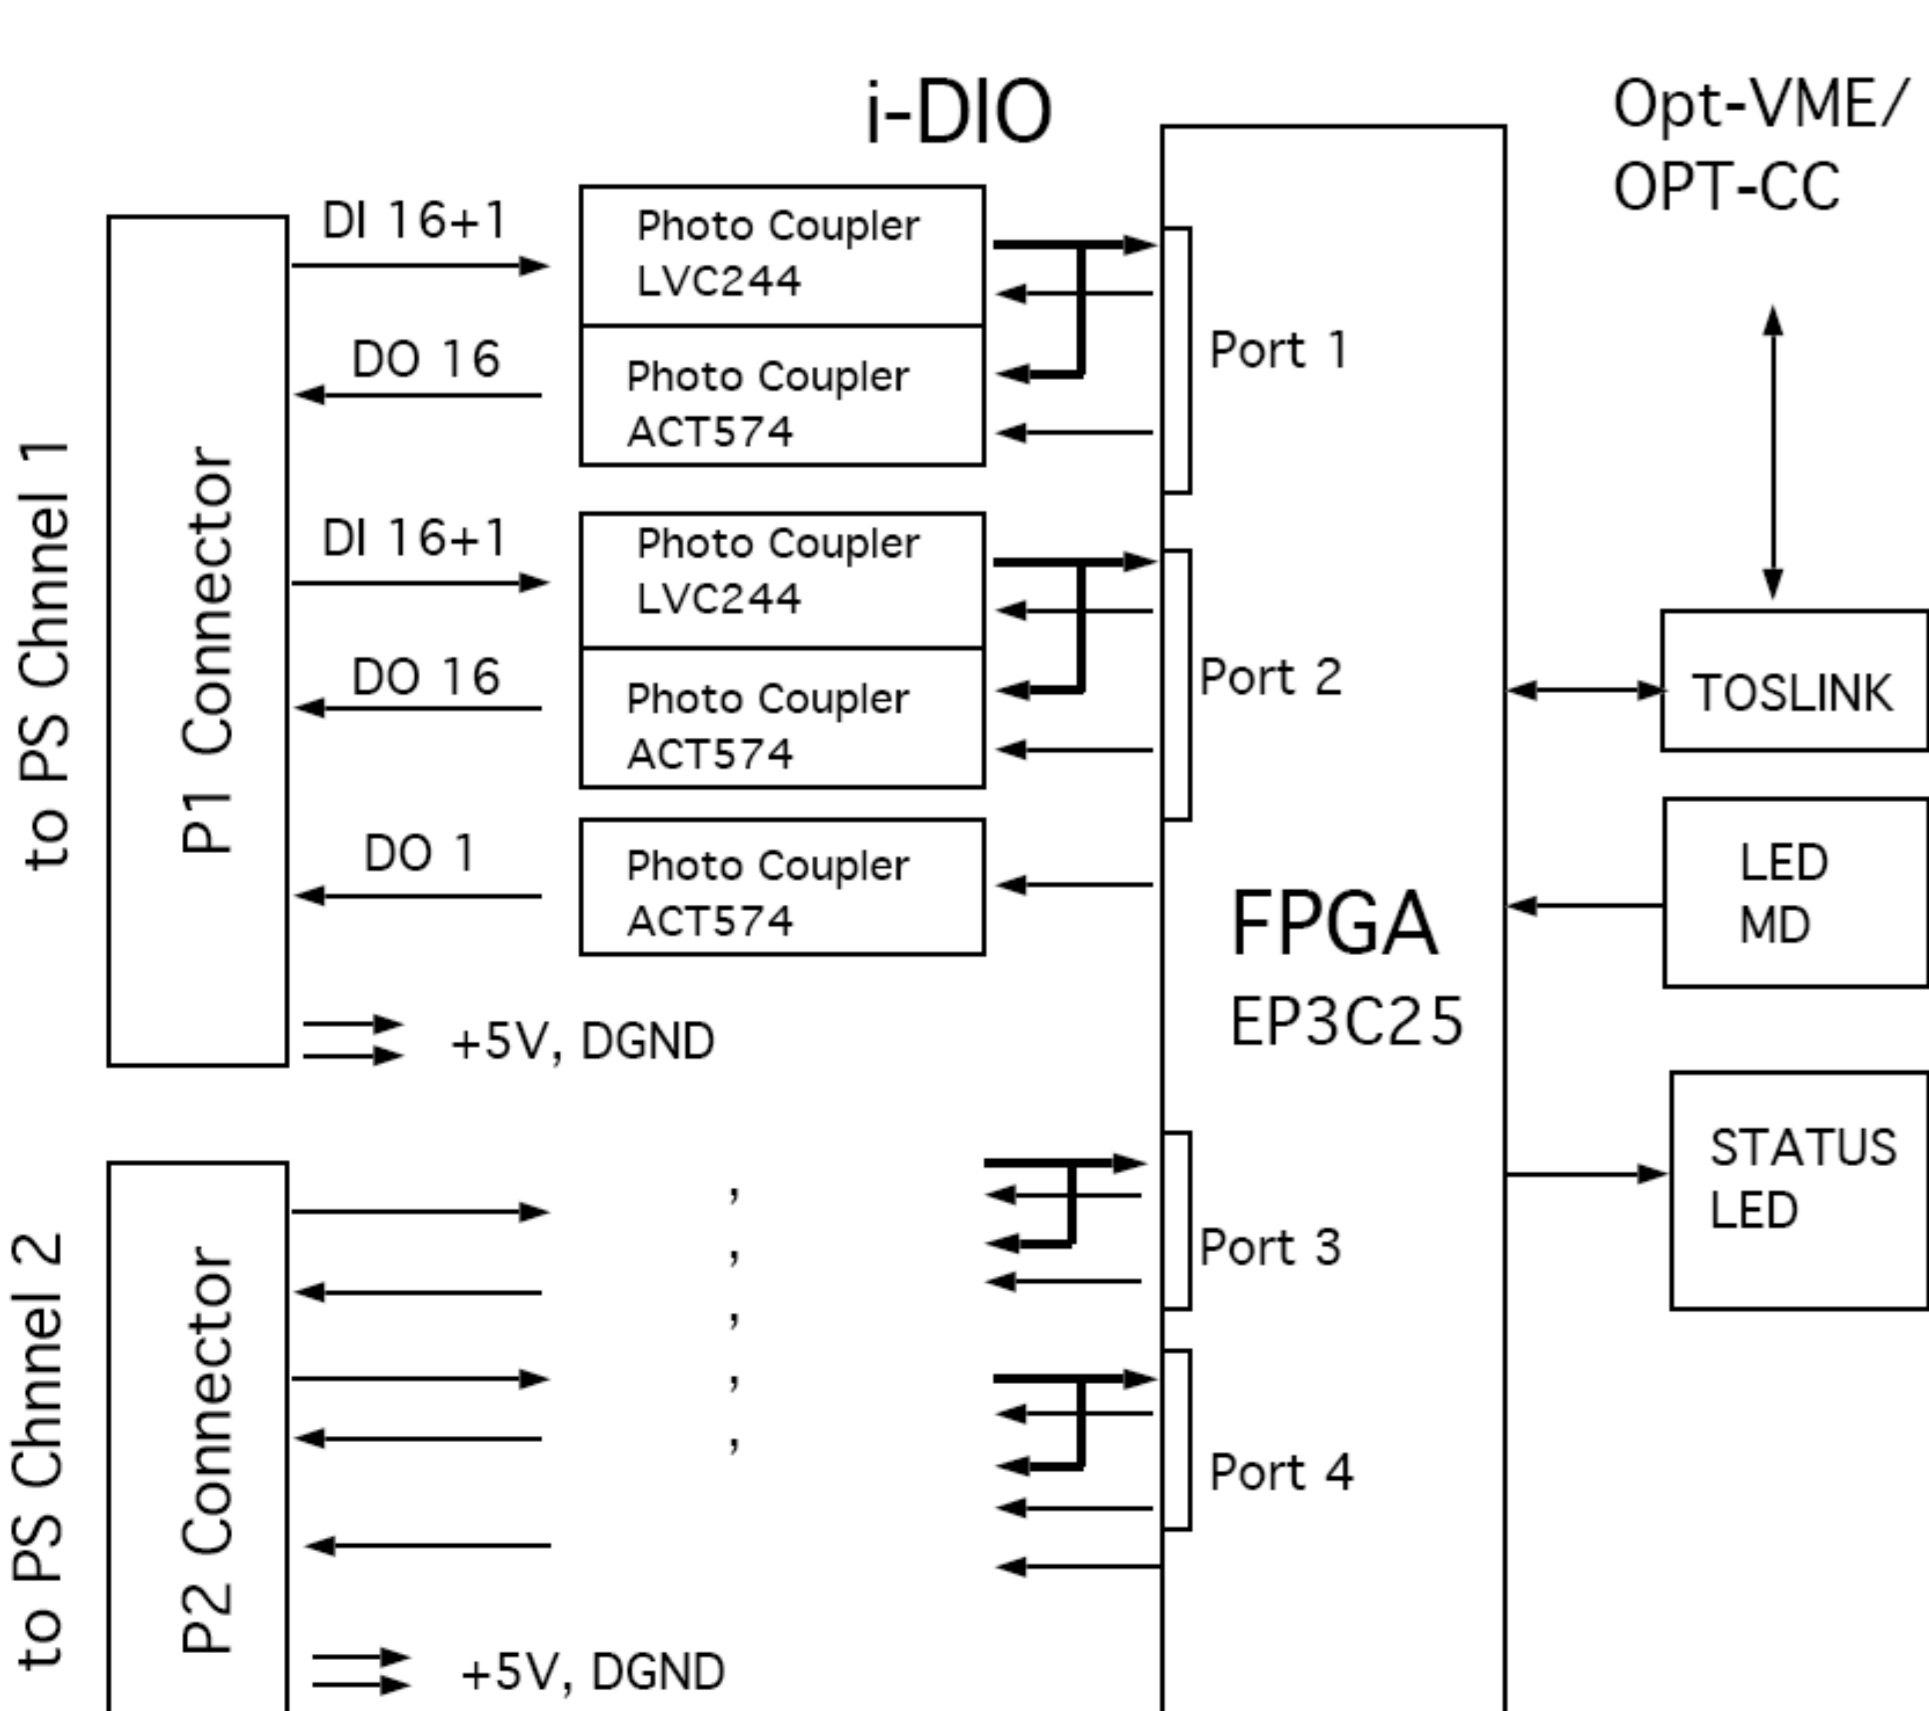 i-DIO
Opt-VME/
OPT-CC
to PS Chnnel 1
P1 Connector
DI 16+1
Photo Coupler
LVC244
DO 16
Photo Coupler
ACT574
Port 1
DI 16+1
Photo Coupler
LVC244
DO 16
Photo Coupler
ACT574
Port 2
DO 1
Photo Coupler
ACT574
+5V, DGND
FPGA
EP3C25
TOSLINK
LED
MD
STATUS
LED
to PS Chnnel 2
P2 Connector
,
,
,
,
,
Port 3
Port 4
+5V, DGND